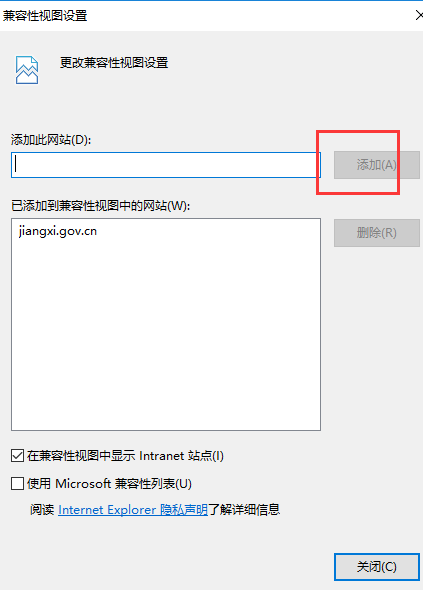 兼容性视图设置
更改兼容性视图设置
添加此网站(D):
添加(A)
已添加到兼容性视图中的网站(W):
jiangxi.gov.cn
删除(R)
在兼容性视图中显示 Intranet 站点(I)
使用 Microsoft 兼容性列表(U)
阅读 Internet Explorer 隐私声明了解详细信息
关闭(C)